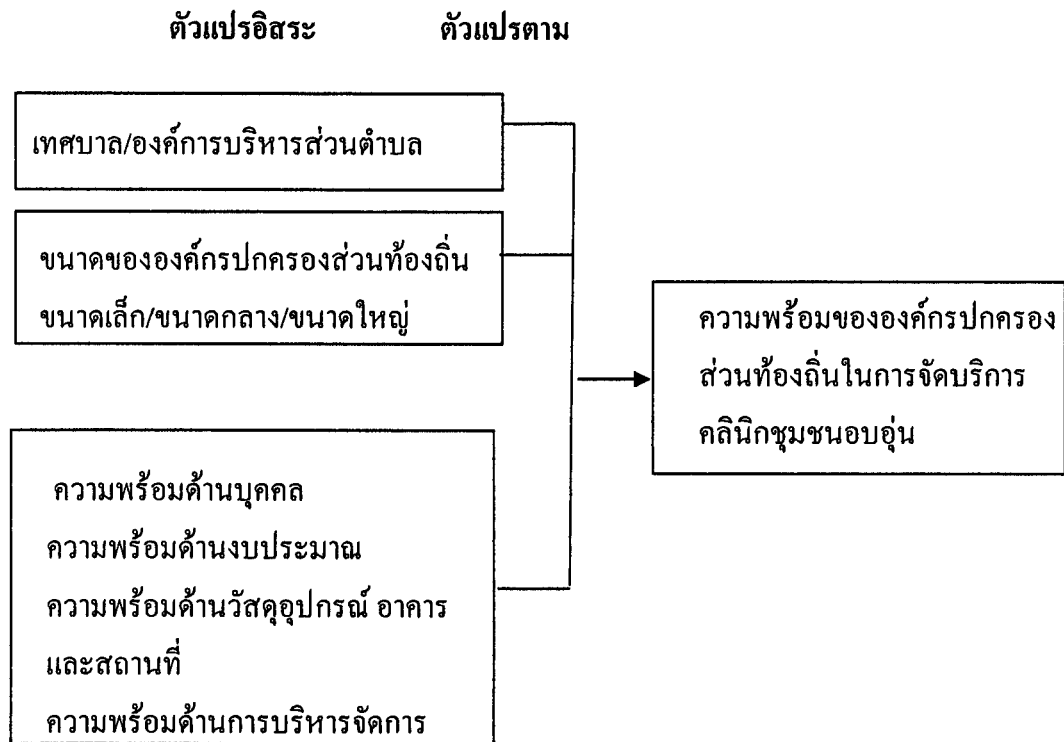 ตัวแปรอิสระ ตัวแปรตาม
เทศบาล/องค์การบริหารส่วนตำบล
ขนาดขององค์กรปกครองส่วนท้องถิ่น
ขนาดเล็ก/ขนาดกลาง/ขนาดใหญ่
ความพร้อมขององค์กรปกครอง
ส่วนท้องถิ่นในการจัดบริการ
คลินิกชุมชนอบอุ่น
ความพร้อมด้านบุคคล
ความพร้อมด้านงบประมาณ
ความพร้อมด้านวัสดุอุปกรณ์ อาคาร
และสถานที่
ความพร้อมด้านการบริหารจัดการ